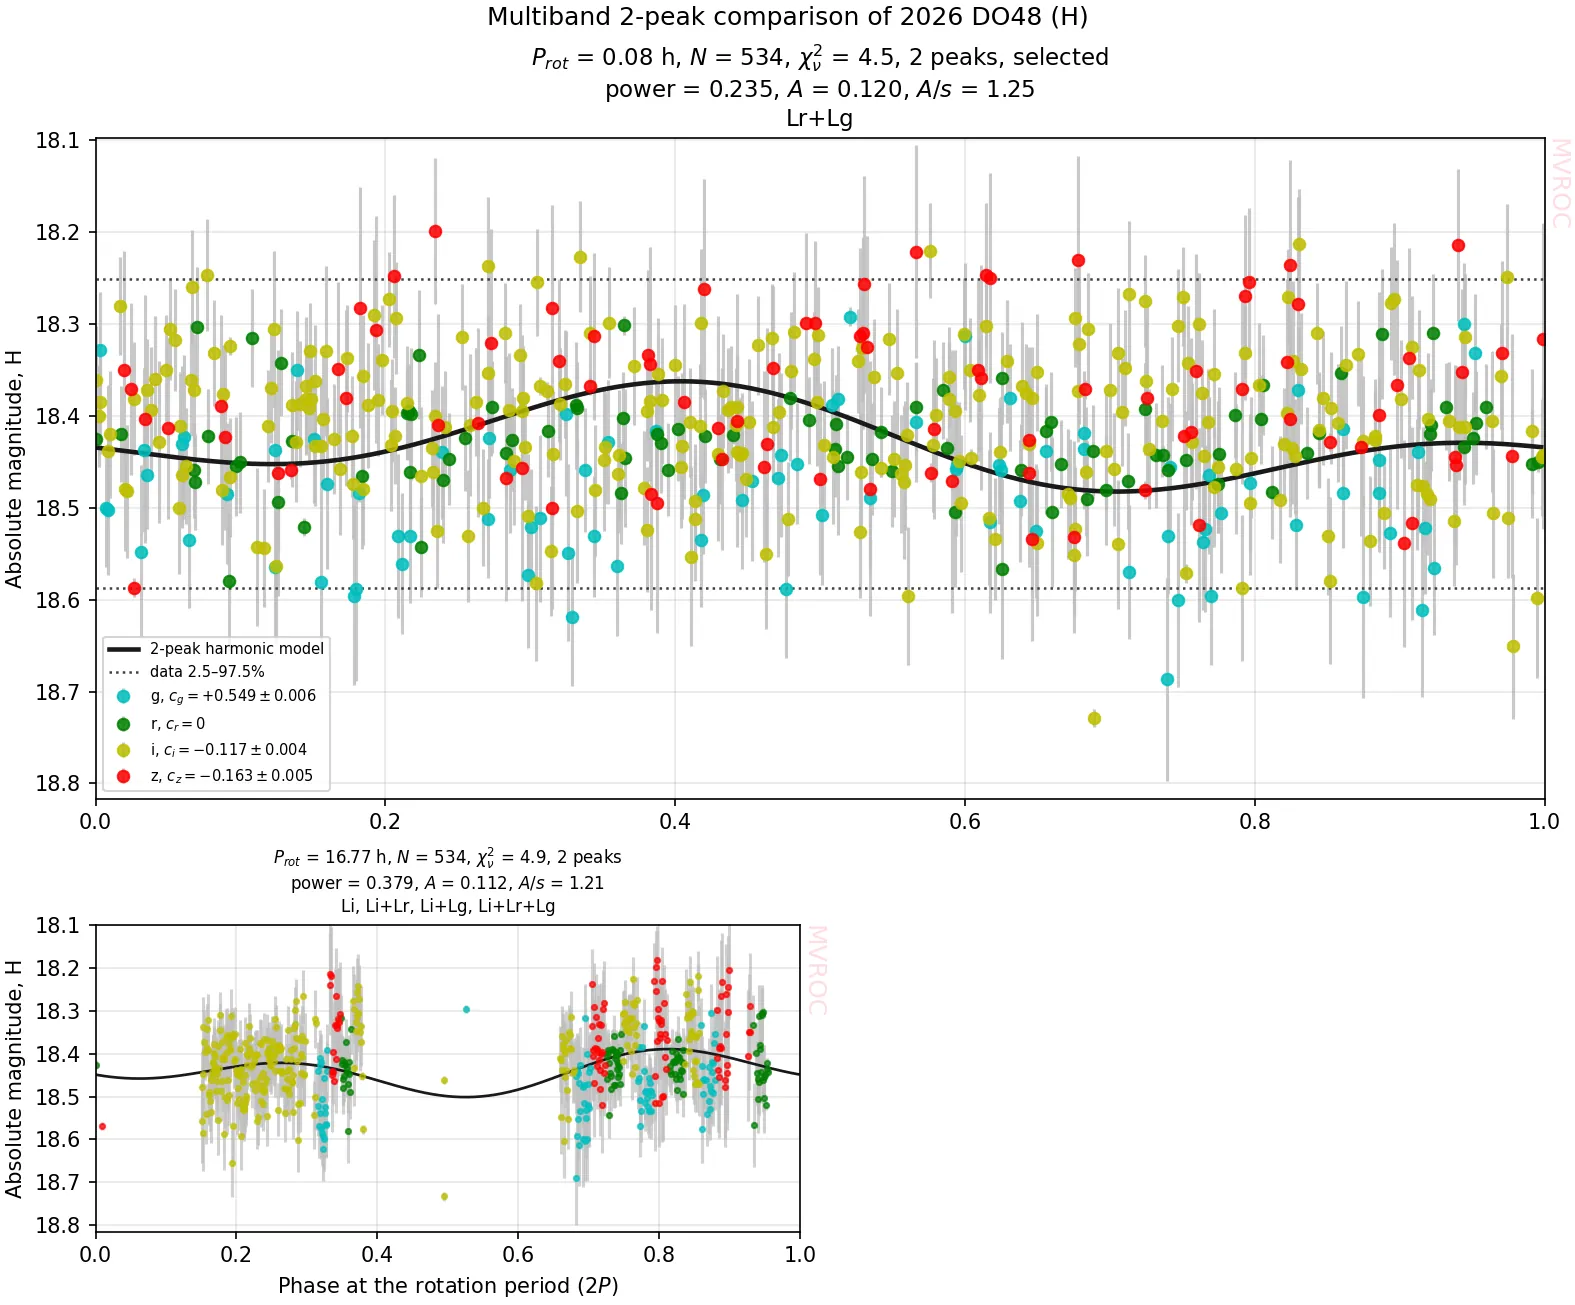 Multiband 2-peak comparison of 2026 DO48 (H)
P_rot = 0.08 h, N = 534, χ²_ν = 4.5, 2 peaks, selected
power = 0.235, A = 0.120, A/s = 1.25
Lr+Lg
MVROC
Absolute magnitude, H
18.1
18.2
18.3
18.4
18.5
18.6
18.7
18.8
2-peak harmonic model
data 2.5–97.5%
g, c_g = +0.549 ± 0.006
r, c_r = 0
i, c_i = −0.117 ± 0.004
z, c_z = −0.163 ± 0.005
0.0 0.2 0.4 0.6 0.8 1.0
P_rot = 16.77 h, N = 534, χ²_ν = 4.9, 2 peaks
power = 0.379, A = 0.112, A/s = 1.21
Li, Li+Lr, Li+Lg, Li+Lr+Lg
MVROC
Absolute magnitude, H
18.1
18.2
18.3
18.4
18.5
18.6
18.7
18.8
0.0 0.2 0.4 0.6 0.8 1.0
Phase at the rotation period (2P)